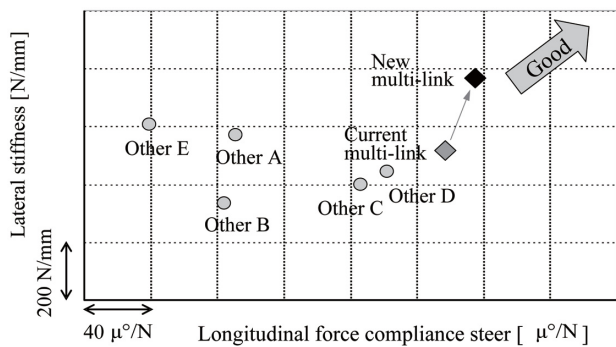 Lateral stiffness [N/mm]
200 N/mm
New
multi-link
Good
Other E
Other A
Current
multi-link
Other B
Other C
Other D
40 μ°/N
Longitudinal force compliance steer [ μ°/N]